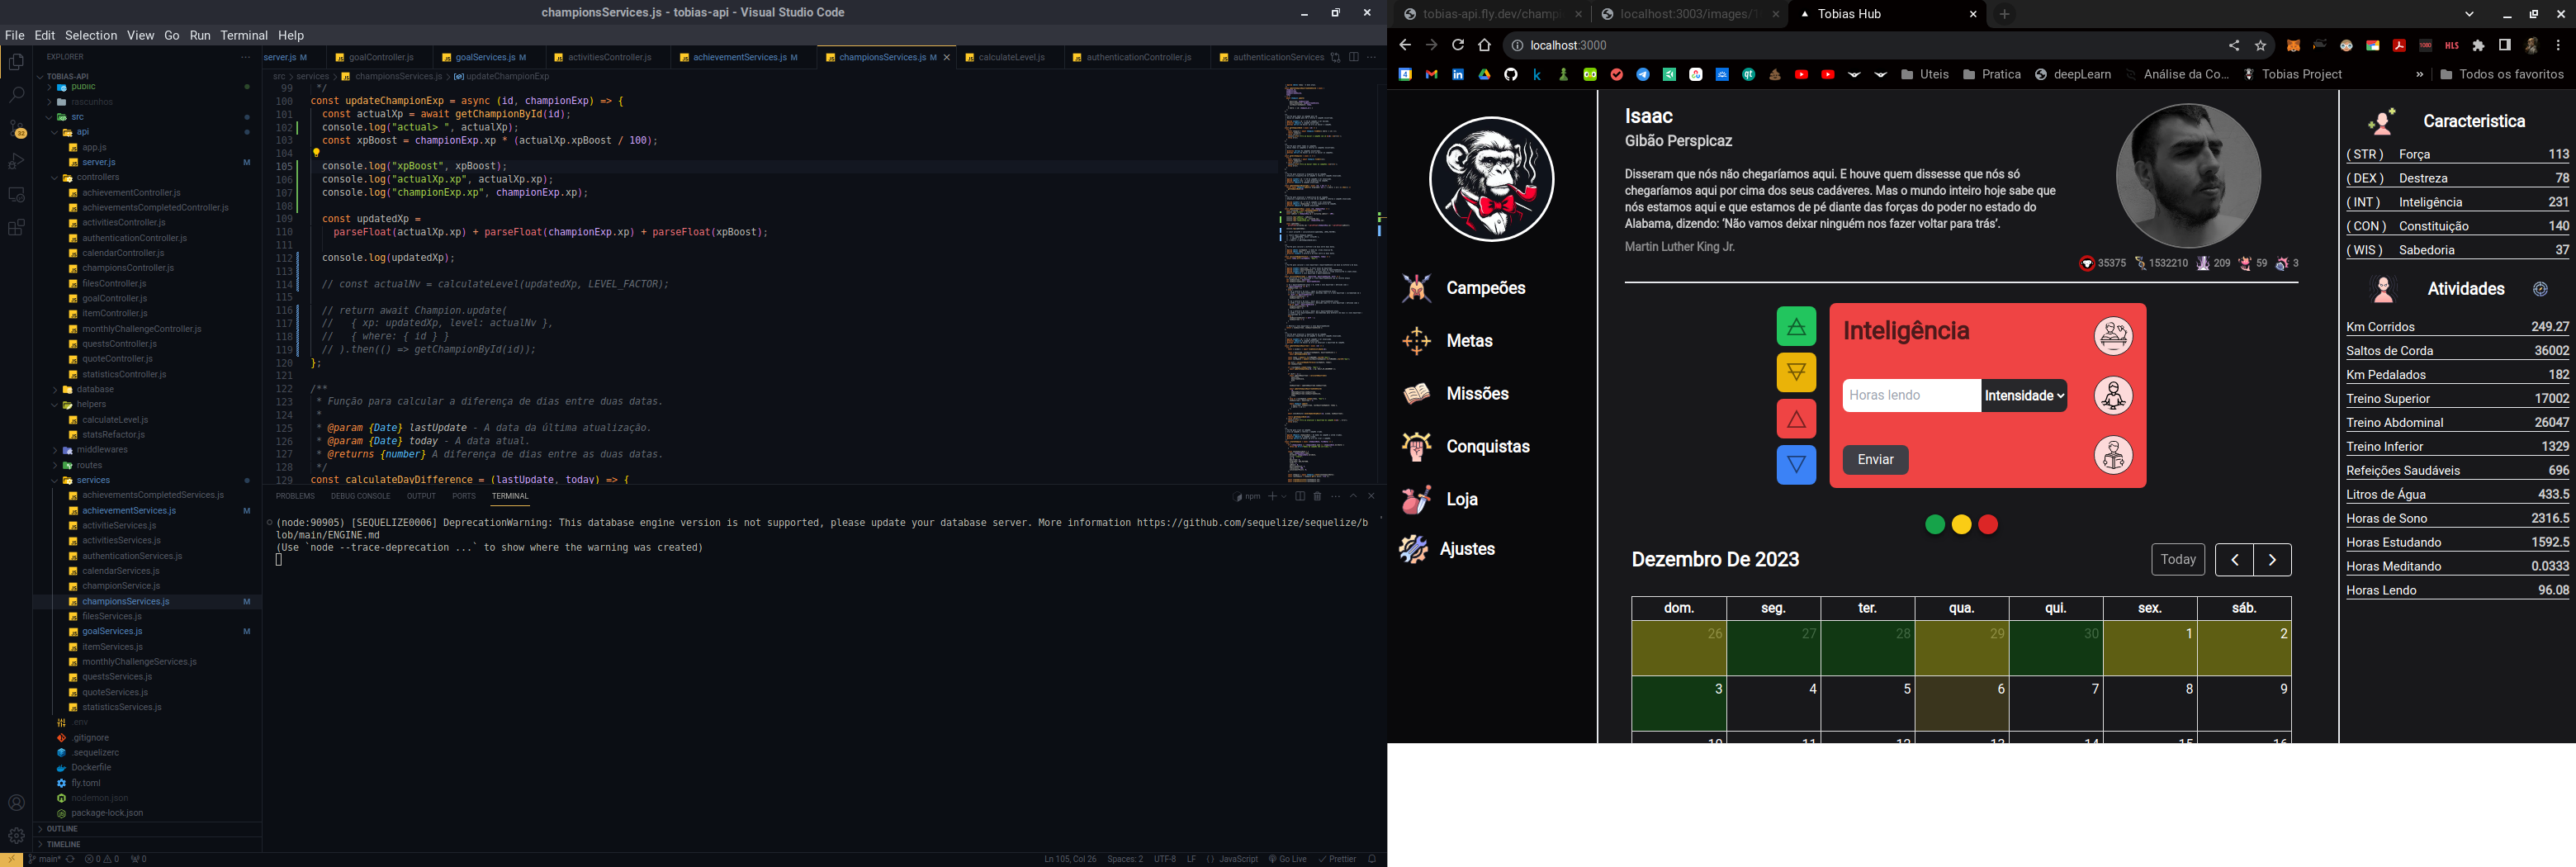 championsServices.js - tobias-api - Visual Studio Code
File Edit Selection View Go Run Terminal Help
EXPLORER
TOBIAS-API
public
rascunhos
src
api
app.js
server.js M
controllers
achievementController.js
achievementsCompletedController.js
activitiesController.js
authenticationController.js
calendarController.js
championsController.js
filesController.js
goalController.js
itemController.js
monthlyChallengeController.js
questsController.js
quoteController.js
statisticsController.js
database
helpers
calculateLevel.js
statsRefactor.js
middlewares
routes
services
achievementsCompletedServices.js
achievementServices.js M
activitieServices.js
activitiesServices.js
authenticationServices.js
calendarServices.js
championService.js
championsServices.js M
filesServices.js
goalServices.js M
itemServices.js
monthlyChallengeServices.js
questsServices.js
quoteServices.js
statisticsServices.js
.env
.gitignore
.sequelizerc
Dockerfile
fly.toml
nodemon.json
package-lock.json
OUTLINE
TIMELINE
server.js M goalController.js goalServices.js M activitiesController.js achievementServices.js M championsServices.js M calculateLevel.js authenticationController.js authenticationServices
src > services > championsServices.js > updateChampionExp
99 */
100 const updateChampionExp = async (id, championExp) => {
101 const actualXp = await getChampionById(id);
102 console.log("actual> ", actualXp);
103 const xpBoost = championExp.xp * (actualXp.xpBoost / 100);
104
105 console.log("xpBoost", xpBoost);
106 console.log("actualXp.xp", actualXp.xp);
107 console.log("championExp.xp", championExp.xp);
108
109 const updatedXp =
110 parseFloat(actualXp.xp) + parseFloat(championExp.xp) + parseFloat(xpBoost);
111
112 console.log(updatedXp);
113
114 // const actualNv = calculateLevel(updatedXp, LEVEL_FACTOR);
115
116 // return await Champion.update(
117 // { xp: updatedXp, level: actualNv },
118 // { where: { id } }
119 // ).then(() => getChampionById(id));
120 };
121
122 /**
123 * Função para calcular a diferença de dias entre duas datas.
124 *
125 * @param {Date} lastUpdate - A data da última atualização.
126 * @param {Date} today - A data atual.
127 * @returns {number} A diferença de dias entre as duas datas.
128 */
129 const calculateDayDifference = (lastUpdate, today) => {
PROBLEMS DEBUG CONSOLE OUTPUT PORTS TERMINAL npm
(node:90905) [SEQUELIZE0006] DeprecationWarning: This database engine version is not supported, please update your database server. More information https://github.com/sequelize/sequelize/b
lob/main/ENGINE.md
(Use `node --trace-deprecation ...` to show where the warning was created)
main* 0 0 0 Ln 105, Col 26 Spaces: 2 UTF-8 LF {} JavaScript Go Live Prettier
tobias-api.fly.dev/champi localhost:3003/images/1 Tobias Hub
localhost:3000
Uteis Pratica deepLearn Análise da Co... Tobias Project » Todos os favoritos
Campeões
Metas
Missões
Conquistas
Loja
Ajustes
Isaac
Gibão Perspicaz
Disseram que nós não chegaríamos aqui. E houve quem dissesse que nós só
chegaríamos aqui por cima dos seus cadáveres. Mas o mundo inteiro hoje sabe que
nós estamos aqui e que estamos de pé diante das forças do poder no estado do
Alabama, dizendo: 'Não vamos deixar ninguém nos fazer voltar para trás'.
Martin Luther King Jr.
35375 1532210 209 59 3
Inteligência
Horas lendo Intensidade
Enviar
Dezembro De 2023 Today
dom. seg. ter. qua. qui. sex. sáb.
26 27 28 29 30 1 2
3 4 5 6 7 8 9
10 11 12 13 14 15 16
Caracteristica
( STR ) Força 113
( DEX ) Destreza 78
( INT ) Inteligência 231
( CON ) Constituição 140
( WIS ) Sabedoria 37
Atividades
Km Corridos 249.27
Saltos de Corda 36002
Km Pedalados 182
Treino Superior 17002
Treino Abdominal 26047
Treino Inferior 1329
Refeições Saudáveis 696
Litros de Água 433.5
Horas de Sono 2316.5
Horas Estudando 1592.5
Horas Meditando 0.0333
Horas Lendo 96.08